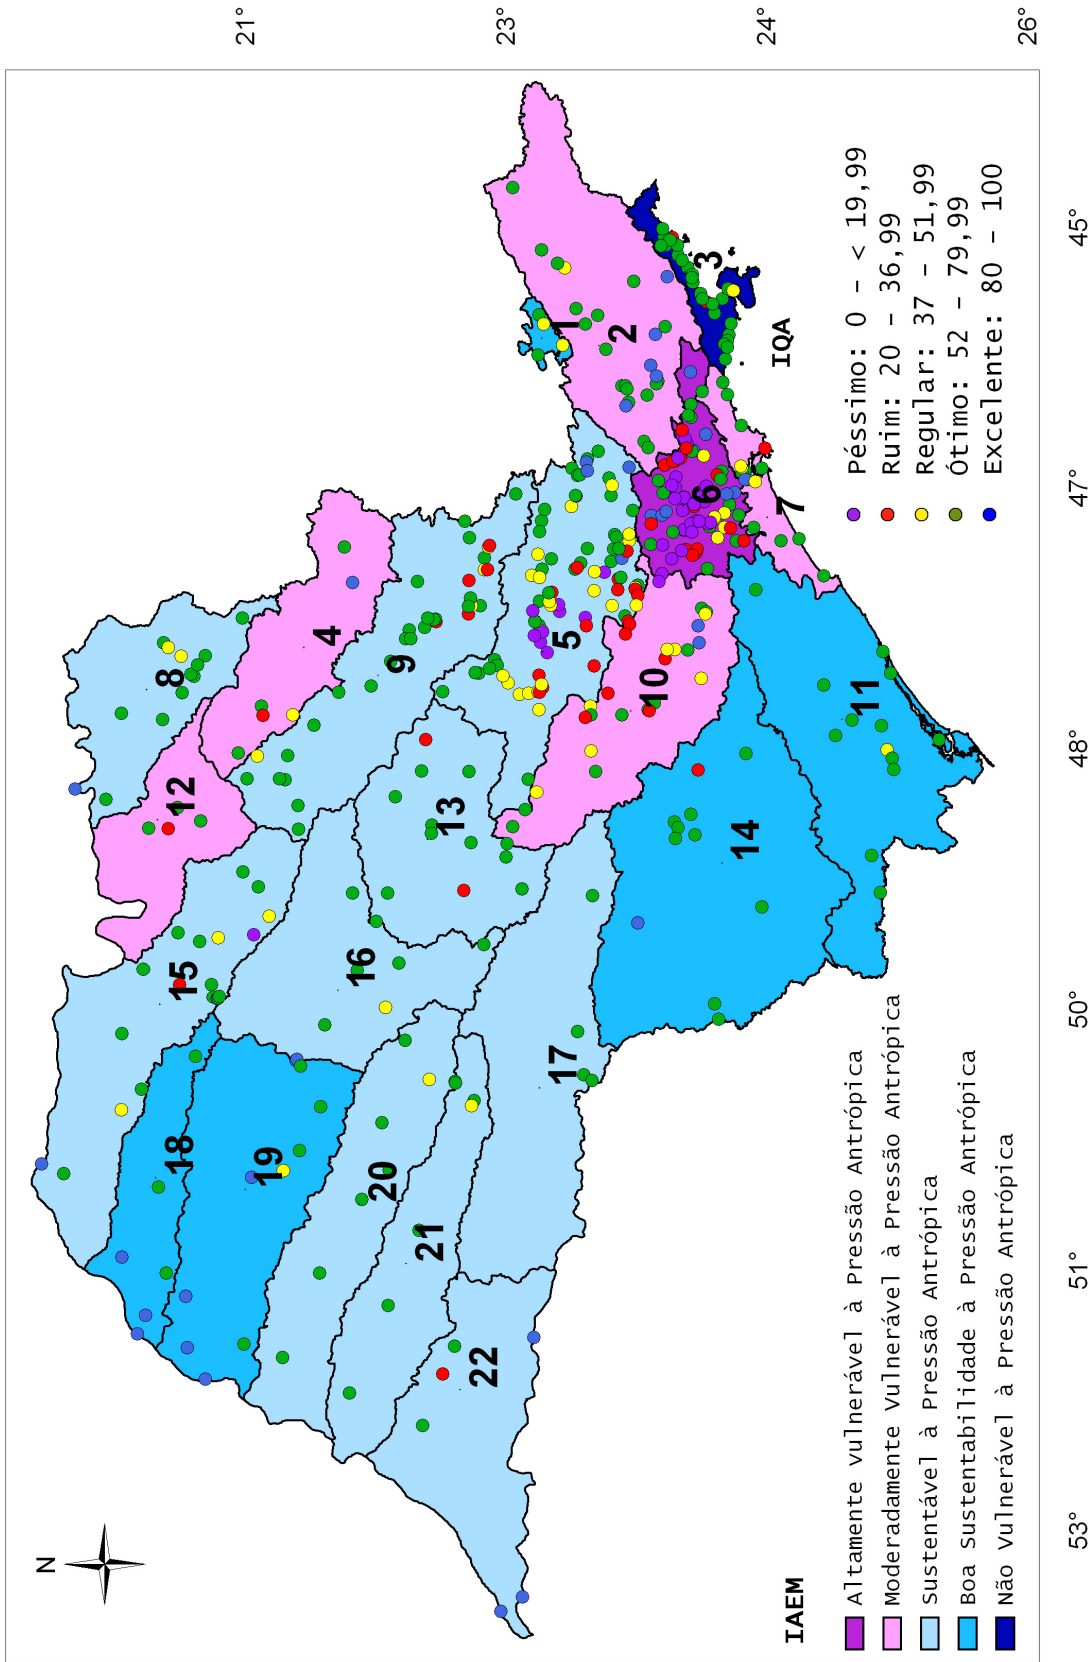 N
18
15
12
8
21°
19
4
16
20
9
21
13
22
23°
17
5
1
2
10
6
3
14
11
7
24°
26°
IAEM
Altamente vulnerável à Pressão Antrópica
Moderadamente Vulnerável à Pressão Antrópica
Sustentável à Pressão Antrópica
Boa Sustentabilidade à Pressão Antrópica
Não Vulnerável à Pressão Antrópica
IQA
Péssimo: 0 - < 19,99
Ruim: 20 - 36,99
Regular: 37 - 51,99
Ótimo: 52 - 79,99
Excelente: 80 - 100
53°
51°
50°
48°
47°
45°